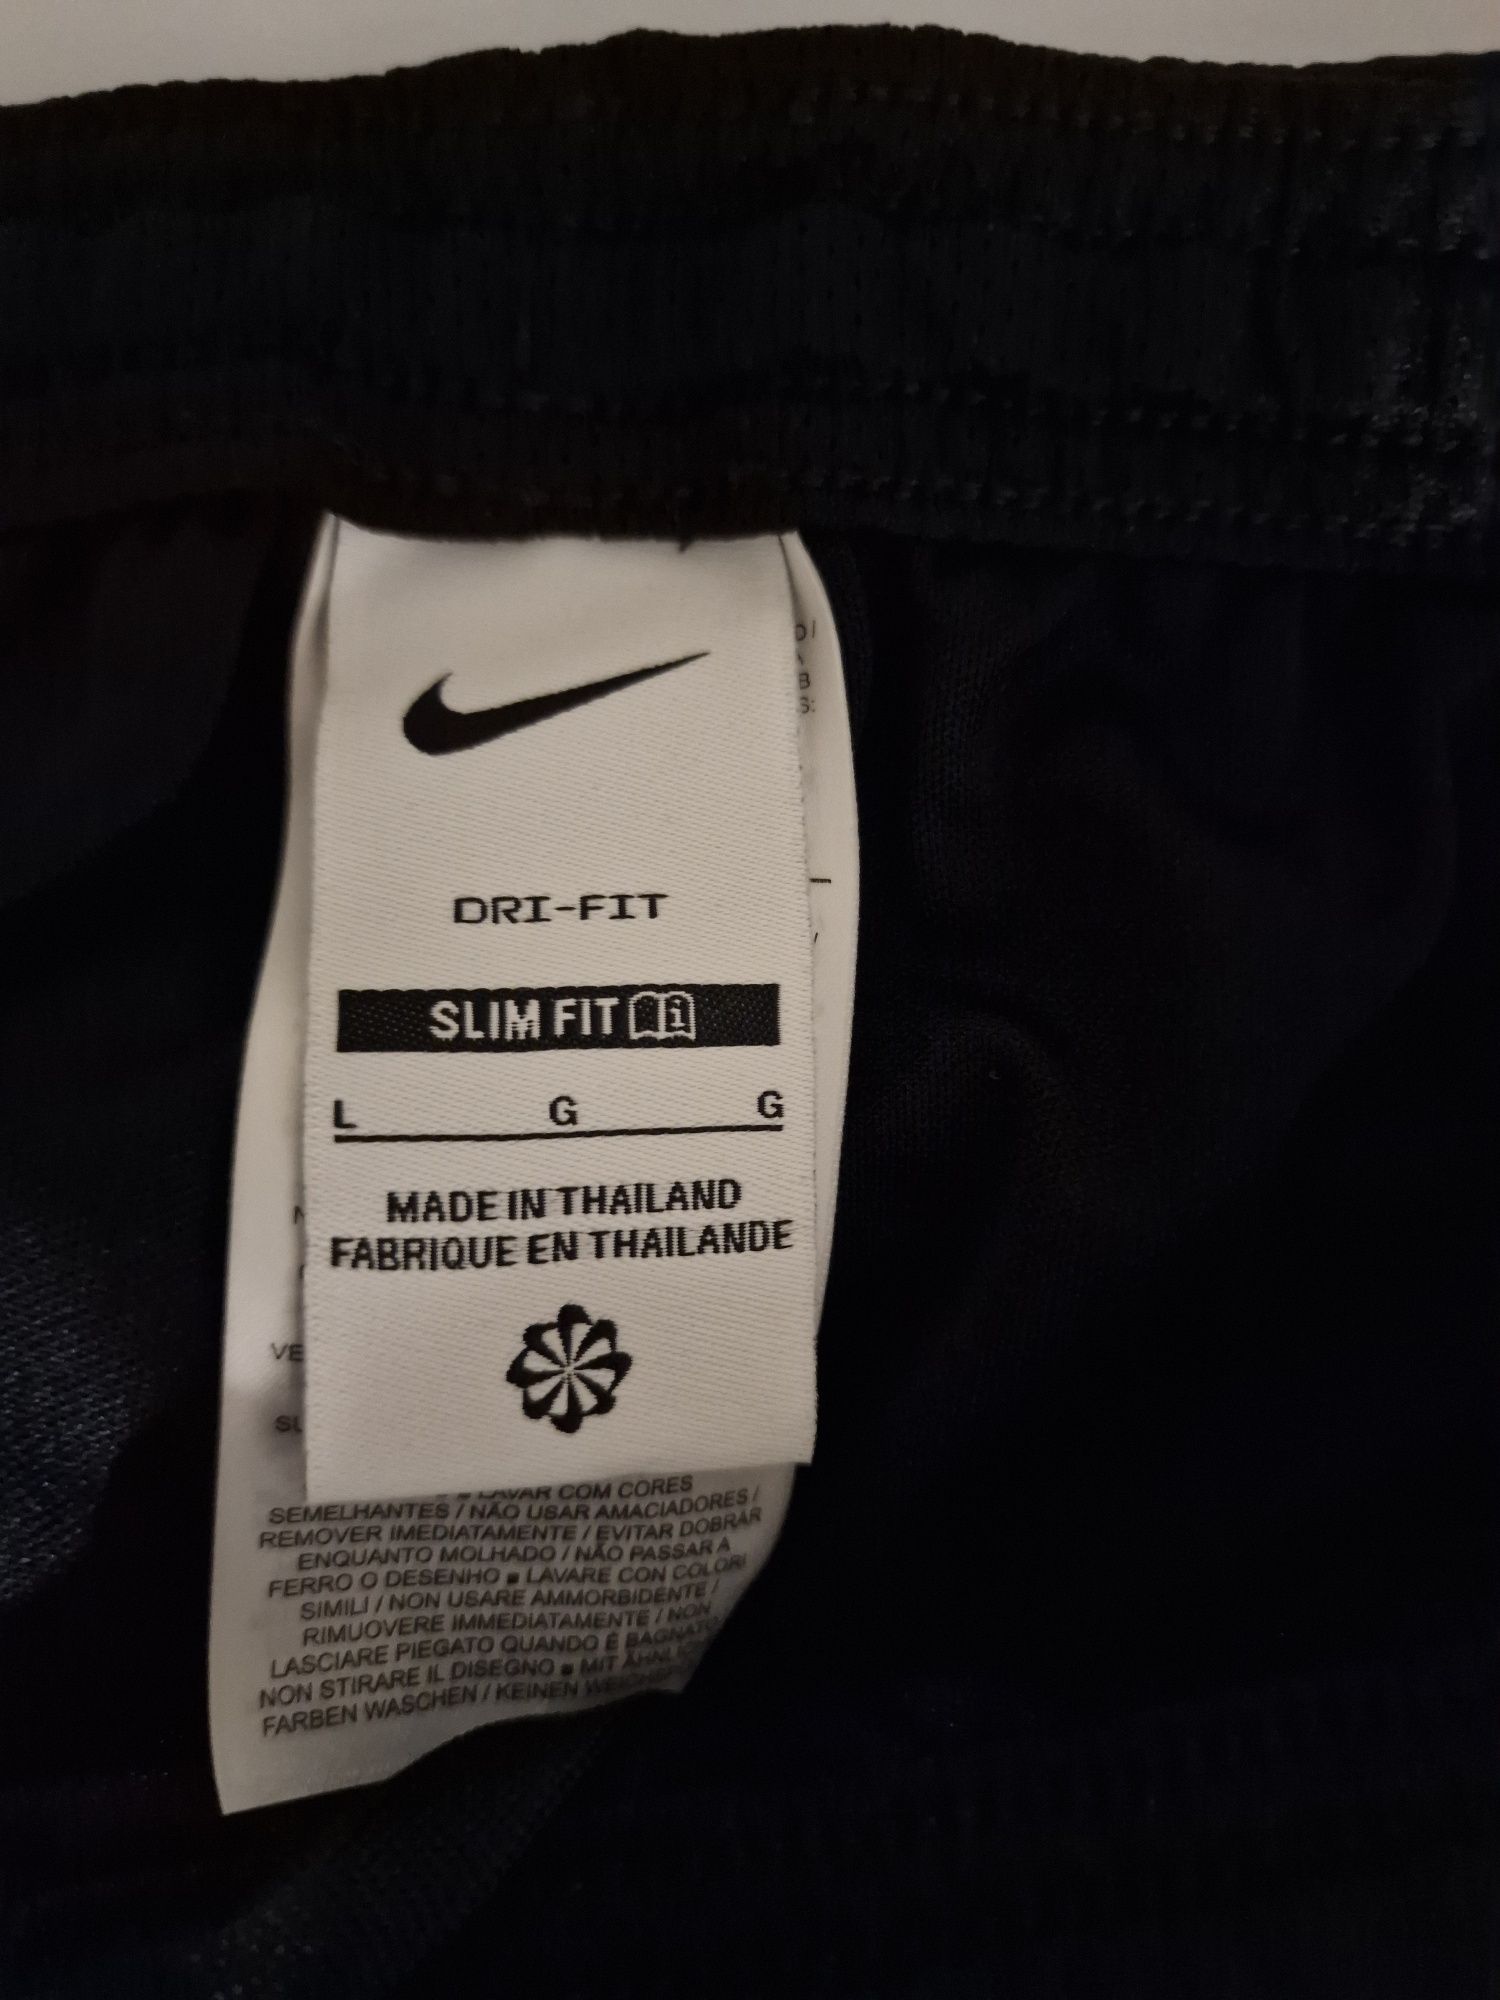 DRI-FIT
SLIM FIT
L G G
MADE IN THAILAND
FABRIQUE EN THAILANDE
LAVAR COM CORES
SEMELHANTES / NÃO USAR AMACIADORES /
REMOVER IMEDIATAMENTE / EVITAR DOBRAR
ENQUANTO MOLHADO / NÃO PASSAR A
FERRO O DESENHO ■ LAVARE CON COLORI
SIMILI / NON USARE AMMORBIDENTE /
RIMUOVERE IMMEDIATAMENTE / NON
LASCIARE PIEGATO QUANDO È BAGNATO
NON STIRARE IL DISEGNO ■ MIT
FARBEN WASCHEN / KEINEN